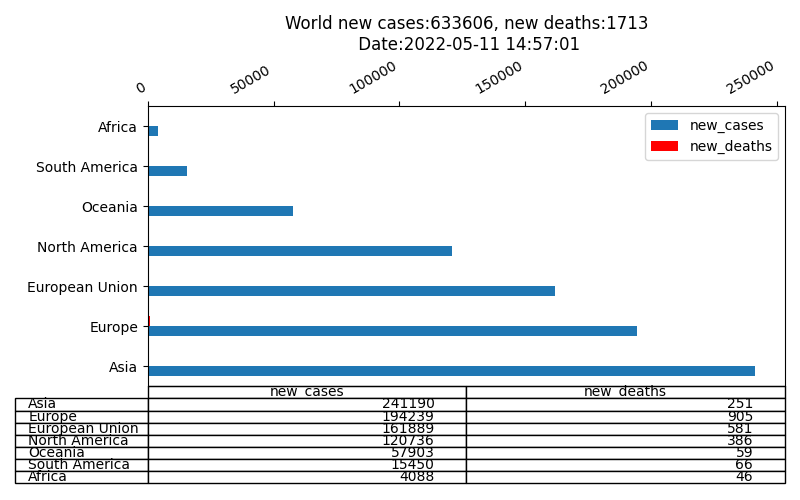 World new cases:633606, new deaths:1713
Date:2022-05-11 14:57:01
0 50000 100000 150000 200000 250000
new_cases
new_deaths
Africa
South America
Oceania
North America
European Union
Europe
Asia
new_cases new_deaths
Asia 241190 251
Europe 194239 905
European Union 161889 581
North America 120736 386
Oceania 57903 59
South America 15450 66
Africa 4088 46